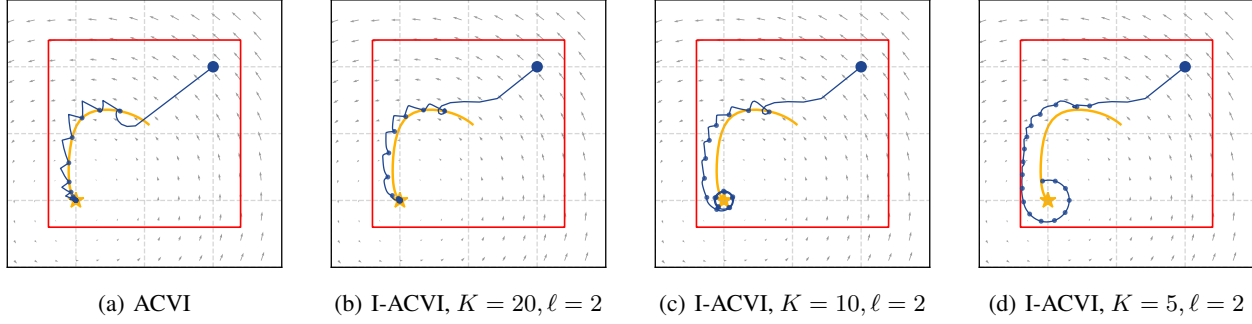 (a) ACVI
(b) I-ACVI, K = 20, ℓ = 2
(c) I-ACVI, K = 10, ℓ = 2
(d) I-ACVI, K = 5, ℓ = 2